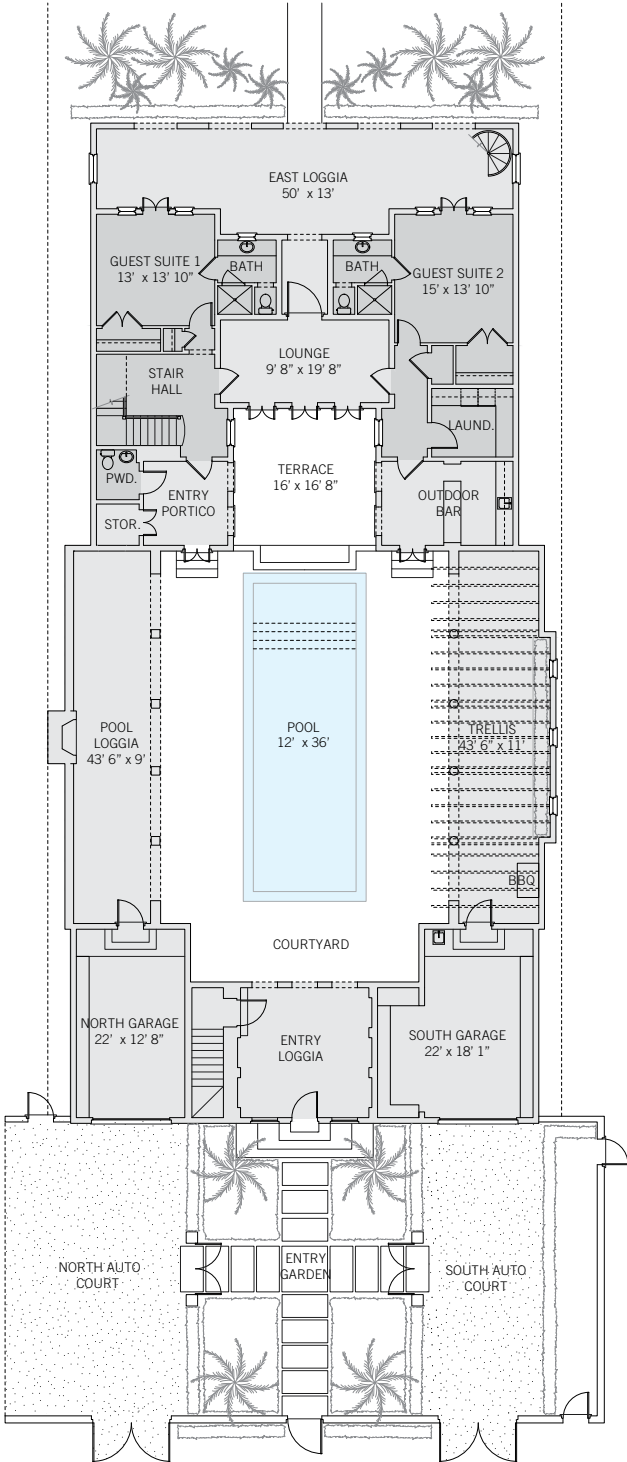 EAST LOGGIA
50' x 13'
GUEST SUITE 1
13' x 13' 10”
BATH
BATH
GUEST SUITE 2
15' x 13' 10”
LOUNGE
9' 8” x 19' 8”
STAIR
HALL
LAUND.
TERRACE
16' x 16' 8”
PWD.
ENTRY
PORTICO
OUTDOOR
BAR
STOR.
POOL
LOGGIA
43' 6” x 9'
POOL
12' x 36'
TRELLIS
43' 6” x 11'
BBQ
COURTYARD
NORTH GARAGE
22' x 12' 8”
ENTRY
LOGGIA
SOUTH GARAGE
22' x 18' 1”
NORTH AUTO
COURT
ENTRY
GARDEN
SOUTH AUTO
COURT